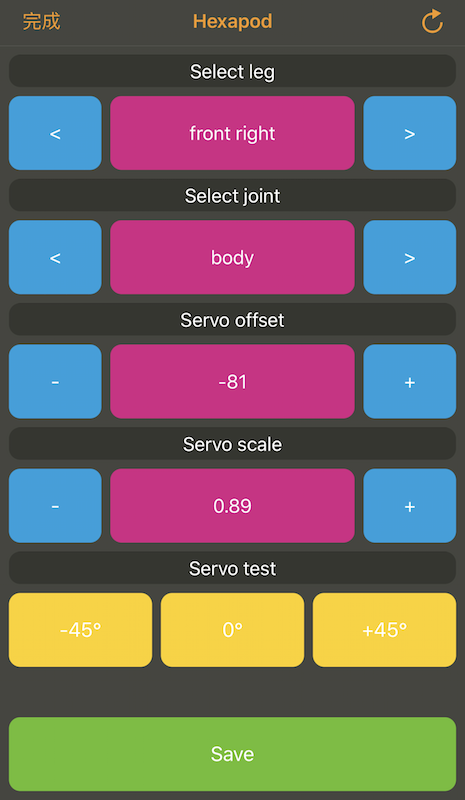 完成 Hexapod
Select leg
< front right >
Select joint
< body >
Servo offset
- -81 +
Servo scale
- 0.89 +
Servo test
-45° 0° +45°
Save